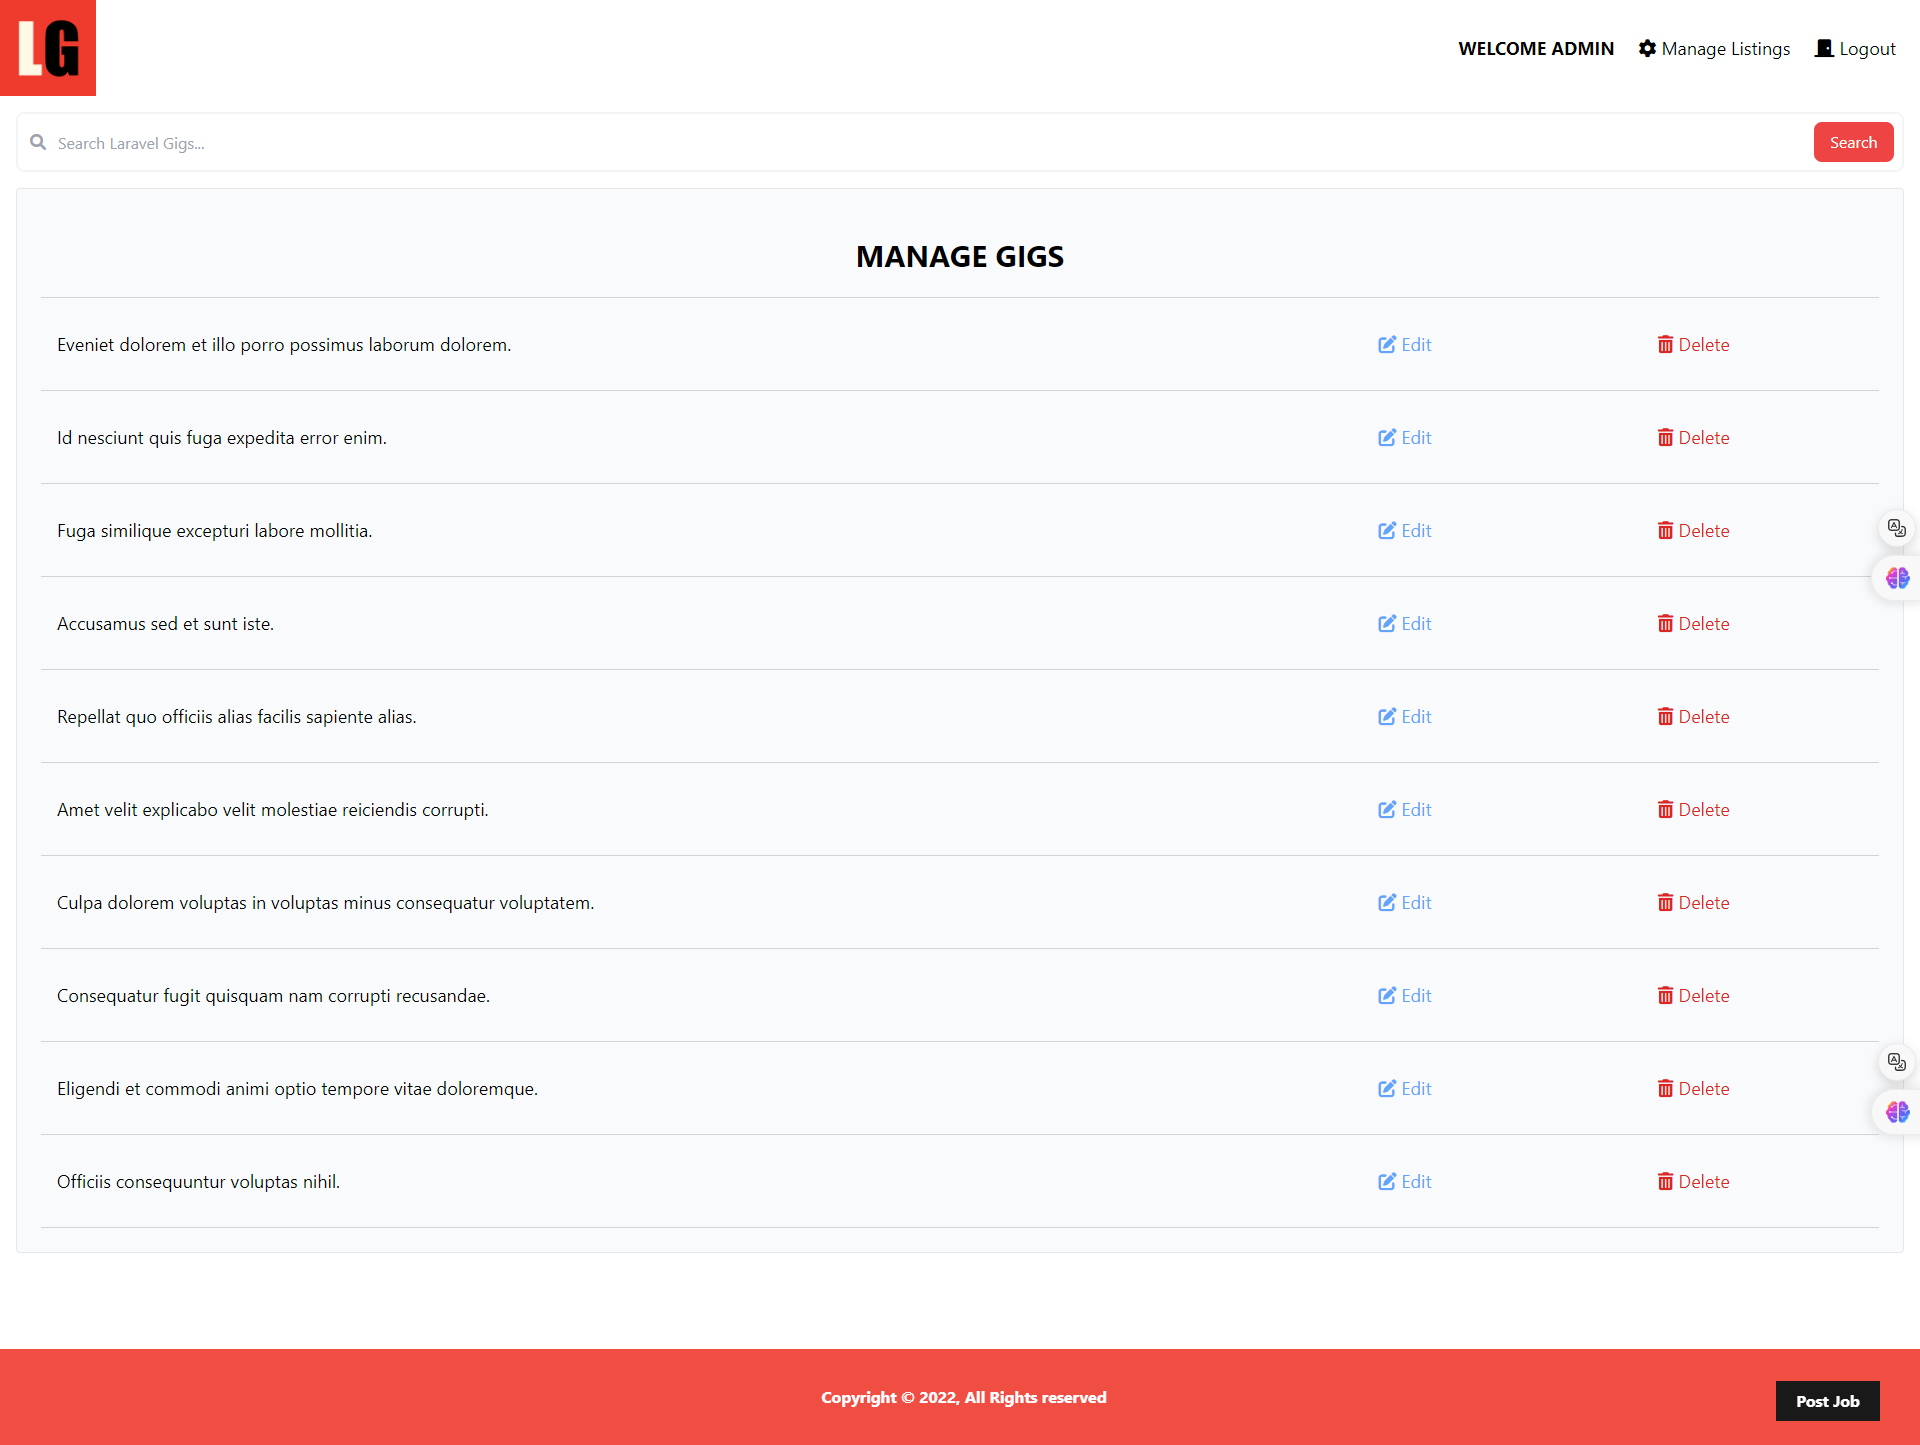 LG
WELCOME ADMIN Manage Listings Logout
Search Laravel Gigs... Search
MANAGE GIGS
Eveniet dolorem et illo porro possimus laborum dolorem. Edit Delete
Id nesciunt quis fuga expedita error enim. Edit Delete
Fuga similique excepturi labore mollitia. Edit Delete
Accusamus sed et sunt iste. Edit Delete
Repellat quo officiis alias facilis sapiente alias. Edit Delete
Amet velit explicabo velit molestiae reiciendis corrupti. Edit Delete
Culpa dolorem voluptas in voluptas minus consequatur voluptatem. Edit Delete
Consequatur fugit quisquam nam corrupti recusandae. Edit Delete
Eligendi et commodi animi optio tempore vitae doloremque. Edit Delete
Officiis consequuntur voluptas nihil. Edit Delete
Copyright © 2022, All Rights reserved
Post Job